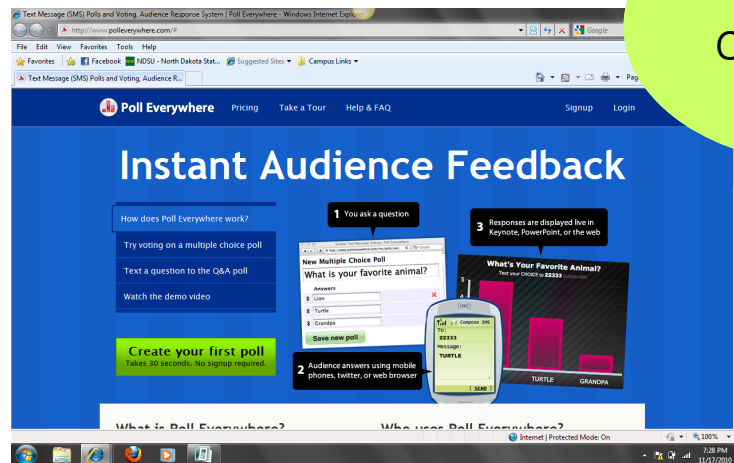 Text Message (SMS) Polls and Voting, Audience Response System | Poll Everywhere - Windows Internet Explorer
http://www.polleverywhere.com/#
Google
File Edit View Favorites Tools Help
Favorites Facebook NDSU - North Dakota Stat... Suggested Sites Campus Links
Text Message (SMS) Polls and Voting, Audience R...
Poll Everywhere Pricing Take a Tour Help & FAQ Signup Login
Instant Audience Feedback
How does Poll Everywhere work?
Try voting on a multiple choice poll
Text a question to the Q&A poll
Watch the demo video
Create your first poll
Takes 30 seconds. No signup required.
1 You ask a question
New Multiple Choice Poll
What is your favorite animal?
Answers
Lion
Turtle
Grandpa
Save new poll
2 Audience answers using mobile
phones, twitter, or web browser
Compose SMS
To:
22333
Message:
TURTLE
[ SEND ]
3 Responses are displayed live in
Keynote, PowerPoint, or the web
What's Your Favorite Animal?
Text your CHOICE to 22333
5
TURTLE GRANDPA
What is Poll Everywhere? Who uses Poll Everywhere?
Internet | Protected Mode: On 100%
7:28 PM
11/17/2010